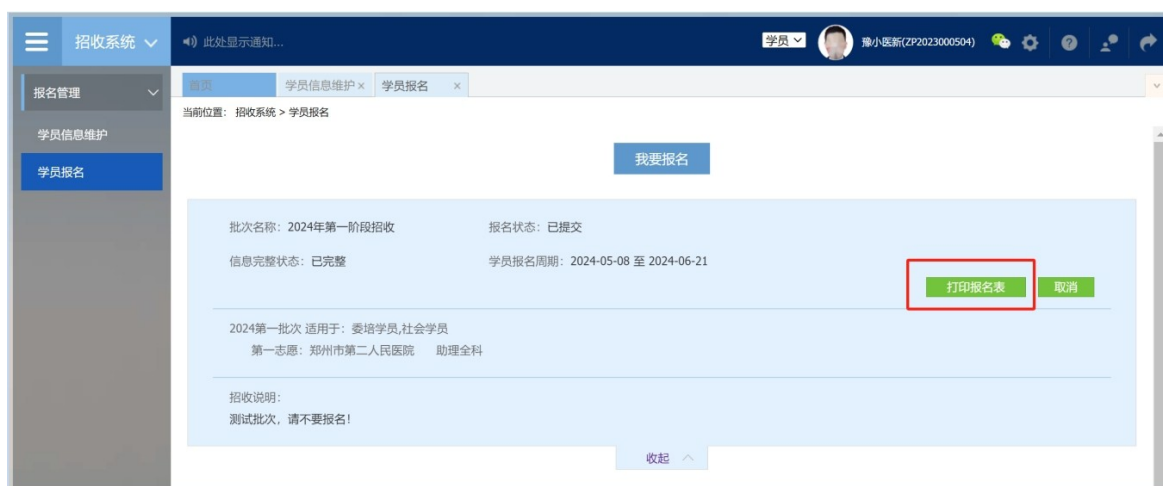 招收系统
此处显示通知...
学员
豫小医新(ZP2023000504)
报名管理
首页
学员信息维护×
学员报名 ×
当前位置： 招收系统 > 学员报名
学员信息维护
学员报名
我要报名
批次名称：2024年第一阶段招收
报名状态：已提交
信息完整状态：已完整
学员报名周期：2024-05-08 至 2024-06-21
打印报名表
取消
2024第一批次 适用于：委培学员,社会学员
第一志愿：郑州市第二人民医院 助理全科
招收说明：
测试批次，请不要报名！
收起